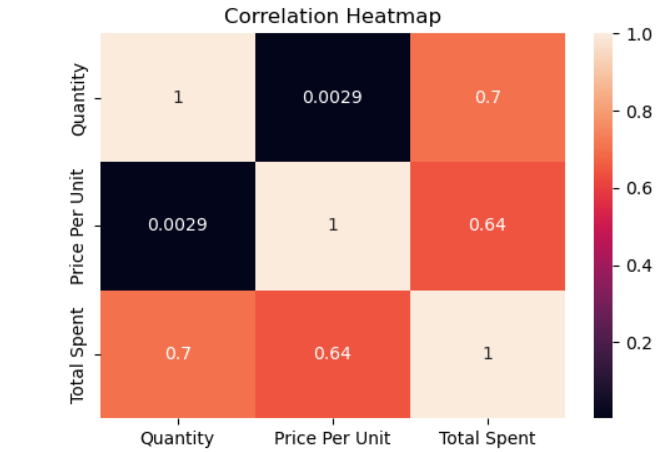 Correlation Heatmap
Quantity 1 0.0029 0.7
Price Per Unit 0.0029 1 0.64
Total Spent 0.7 0.64 1
Quantity Price Per Unit Total Spent
1.0
0.8
0.6
0.4
0.2